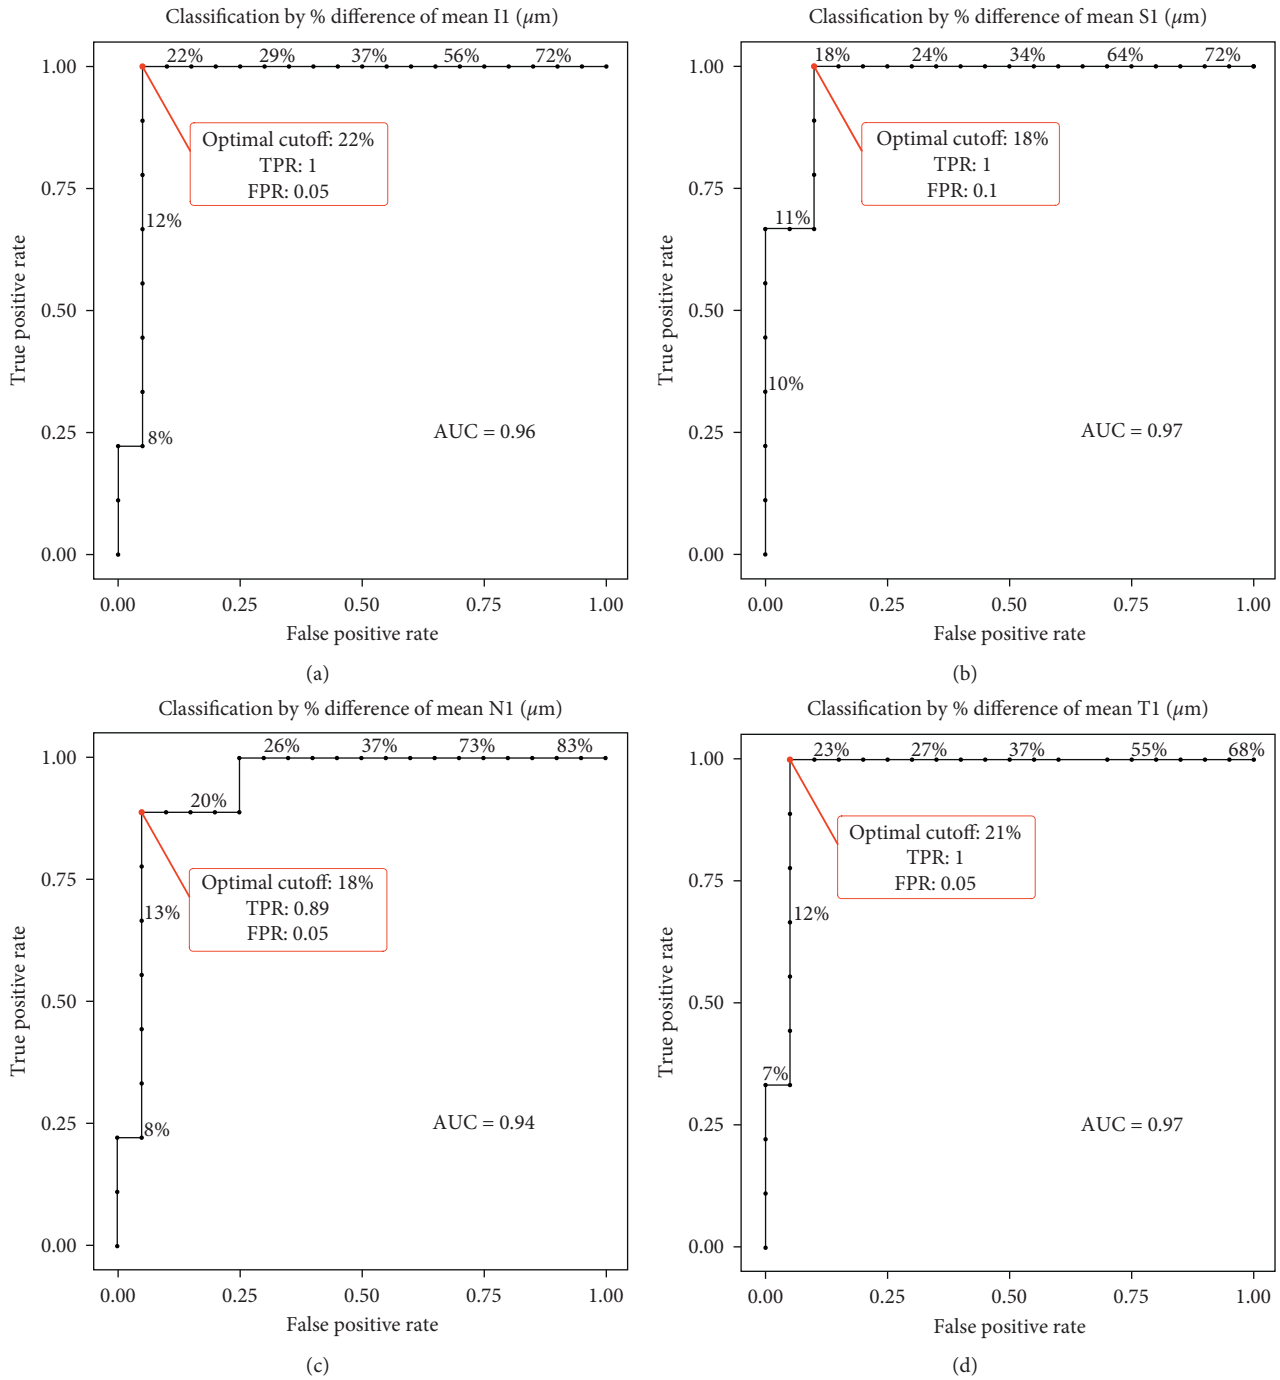 Classification by % difference of mean I1 (μm)
22% 29% 37% 56% 72%
1.00
Optimal cutoff: 22%
TPR: 1
FPR: 0.05
0.75
12%
True positive rate
0.50
8%
AUC = 0.96
0.25
0.00
0.00 0.25 0.50 0.75 1.00
False positive rate
(a)
Classification by % difference of mean S1 (μm)
18% 24% 34% 64% 72%
1.00
Optimal cutoff: 18%
TPR: 1
FPR: 0.1
0.75
11%
True positive rate
0.50
10%
AUC = 0.97
0.25
0.00
0.00 0.25 0.50 0.75 1.00
False positive rate
(b)
Classification by % difference of mean N1 (μm)
26% 37% 73% 83%
1.00
20%
Optimal cutoff: 18%
TPR: 0.89
FPR: 0.05
0.75
13%
True positive rate
0.50
8%
AUC = 0.94
0.25
0.00
0.00 0.25 0.50 0.75 1.00
False positive rate
(c)
Classification by % difference of mean T1 (μm)
23% 27% 37% 55% 68%
1.00
Optimal cutoff: 21%
TPR: 1
FPR: 0.05
0.75
12%
True positive rate
0.50
7%
AUC = 0.97
0.25
0.00
0.00 0.25 0.50 0.75 1.00
False positive rate
(d)